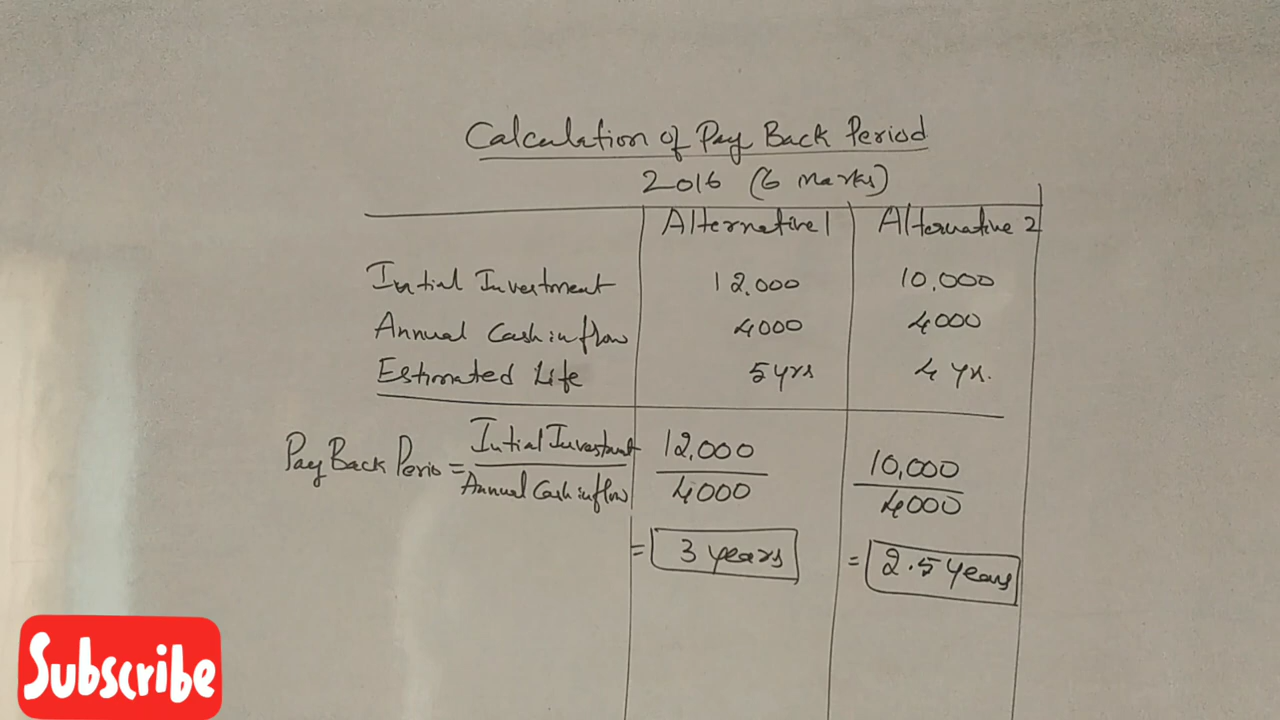 Calculation of Pay Back Period
2016 (6 Marks)
Alternative 1 Alternative 2
Initial Investment 12,000 10,000
Annual Cash inflow 4000 4000
Estimated Life 5 yrs 4 yr.
Pay Back Perio = Intial Investment / Annual Cash inflow 12,000 / 4000 10,000 / 4000
= 3 years = 2.5 Years
Subscribe